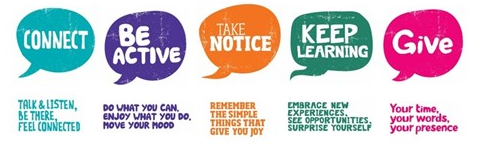 CONNECT
BE
ACTIVE
TAKE
NOTICE
KEEP
LEARNING
Give
TALK & LISTEN,
BE THERE,
FEEL CONNECTED
DO WHAT YOU CAN,
ENJOY WHAT YOU DO,
MOVE YOUR MOOD
REMEMBER
THE SIMPLE
THINGS THAT
GIVE YOU JOY
EMBRACE NEW
EXPERIENCES,
SEE OPPORTUNITIES,
SURPRISE YOURSELF
Your time,
your words,
your presence